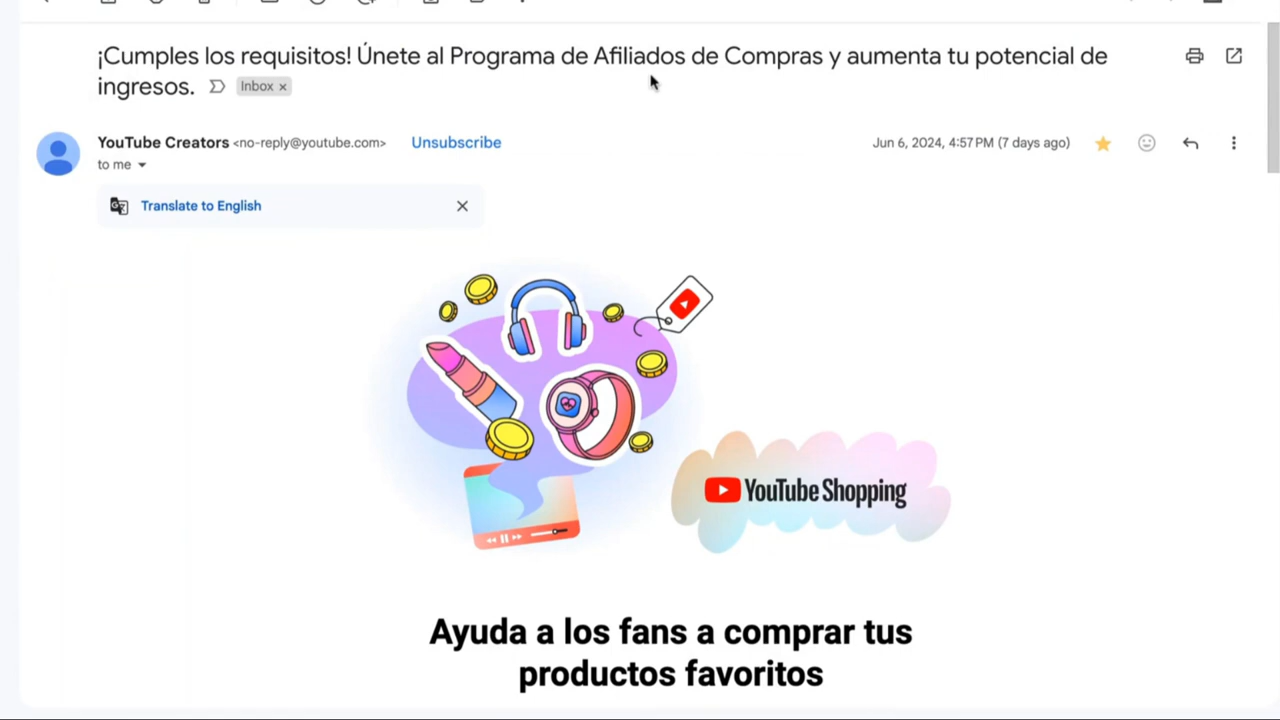 ¡Cumples los requisitos! Únete al Programa de Afiliados de Compras y aumenta tu potencial de
ingresos. Inbox ×
YouTube Creators <no-reply@youtube.com> Unsubscribe Jun 6, 2024, 4:57 PM (7 days ago)
to me
Translate to English
YouTube Shopping
Ayuda a los fans a comprar tus
productos favoritos